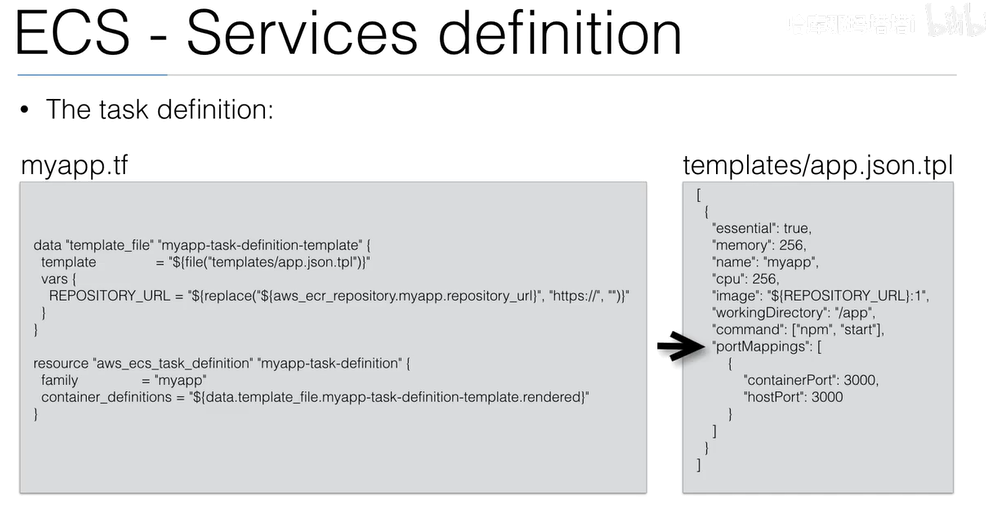 ECS - Services definition
• The task definition:
myapp.tf
data "template_file" "myapp-task-definition-template" {
template = "${file("templates/app.json.tpl")}"
vars {
REPOSITORY_URL = "${replace("${aws_ecr_repository.myapp.repository_url}", "https://", "")}"
}
}
resource "aws_ecs_task_definition" "myapp-task-definition" {
family = "myapp"
container_definitions = "${data.template_file.myapp-task-definition-template.rendered}"
}
templates/app.json.tpl
[
{
"essential": true,
"memory": 256,
"name": "myapp",
"cpu": 256,
"image": "${REPOSITORY_URL}:1",
"workingDirectory": "/app",
"command": ["npm", "start"],
"portMappings": [
{
"containerPort": 3000,
"hostPort": 3000
}
]
}
]